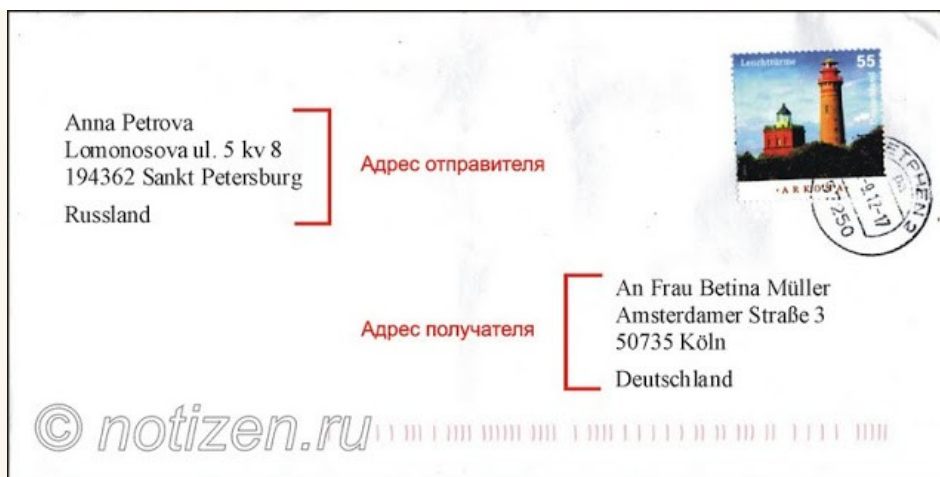 Leuchttürme 55
Anna Petrova
Lomonosova ul. 5 kv 8
194362 Sankt Petersburg
Russland
Адрес отправителя
An Frau Betina Müller
Amsterdamer Straße 3
50735 Köln
Deutschland
Адрес получателя
© notizen.ru